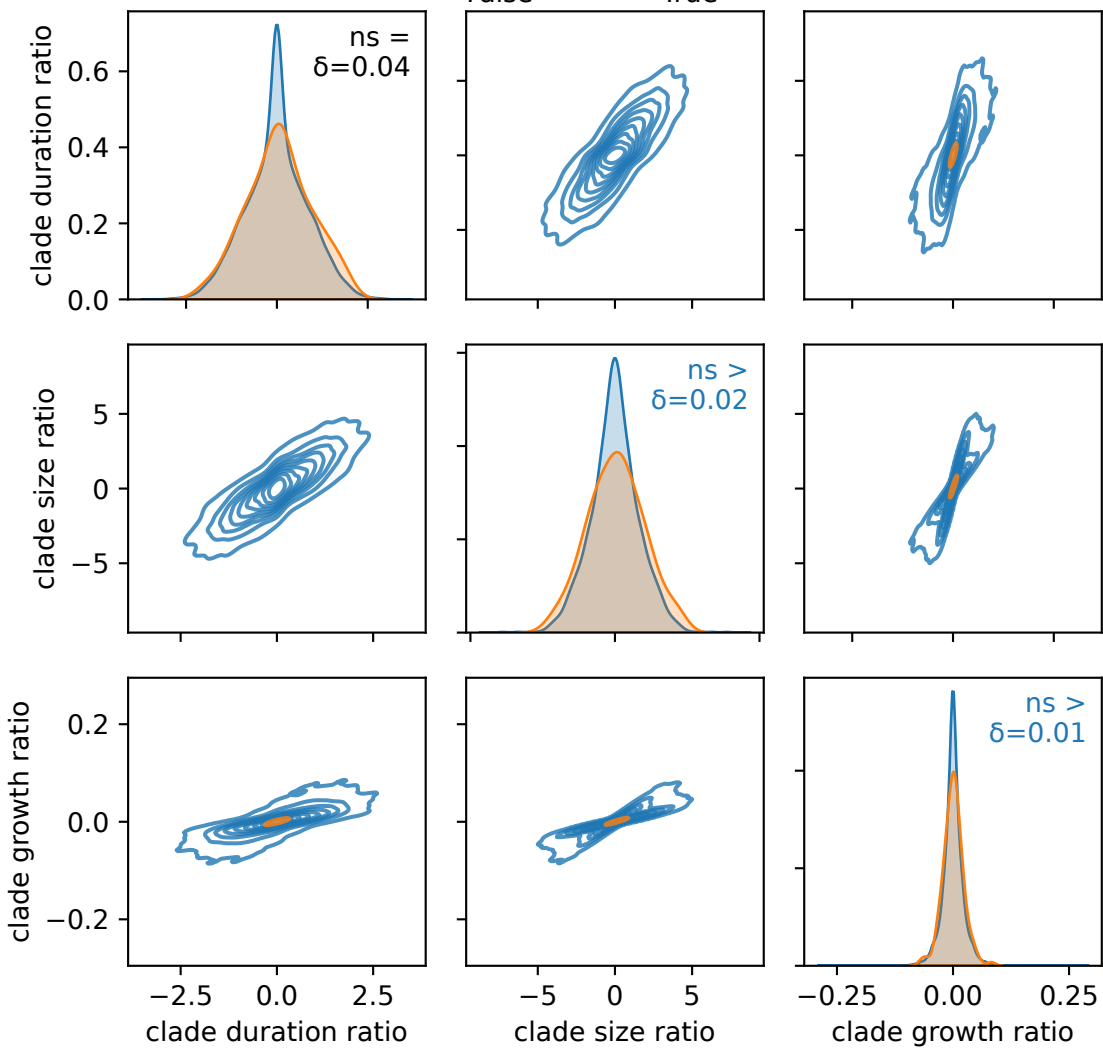 clade duration ratio
0.6
0.4
0.2
0.0
ns =
δ=0.04
clade size ratio
5
0
−5
ns >
δ=0.02
clade growth ratio
0.2
0.0
−0.2
ns >
δ=0.01
−2.5 0.0 2.5
−5 0 5
−0.25 0.00 0.25
clade duration ratio
clade size ratio
clade growth ratio